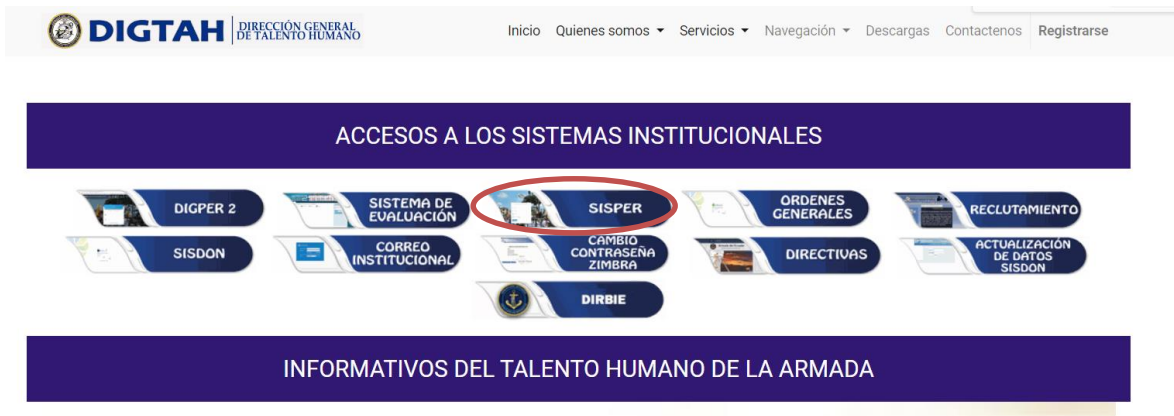 DIGTAH DIRECCIÓN GENERAL
DE TALENTO HUMANO
Inicio Quienes somos Servicios Navegación Descargas Contactenos Registrarse
ACCESOS A LOS SISTEMAS INSTITUCIONALES
DIGPER 2
SISTEMA DE
EVALUACIÓN
SISPER
ORDENES
GENERALES
RECLUTAMIENTO
SISDON
CORREO
INSTITUCIONAL
CAMBIO
CONTRASEÑA
ZIMBRA
DIRECTIVAS
ACTUALIZACIÓN
DE DATOS
SISDON
DIRBIE
INFORMATIVOS DEL TALENTO HUMANO DE LA ARMADA